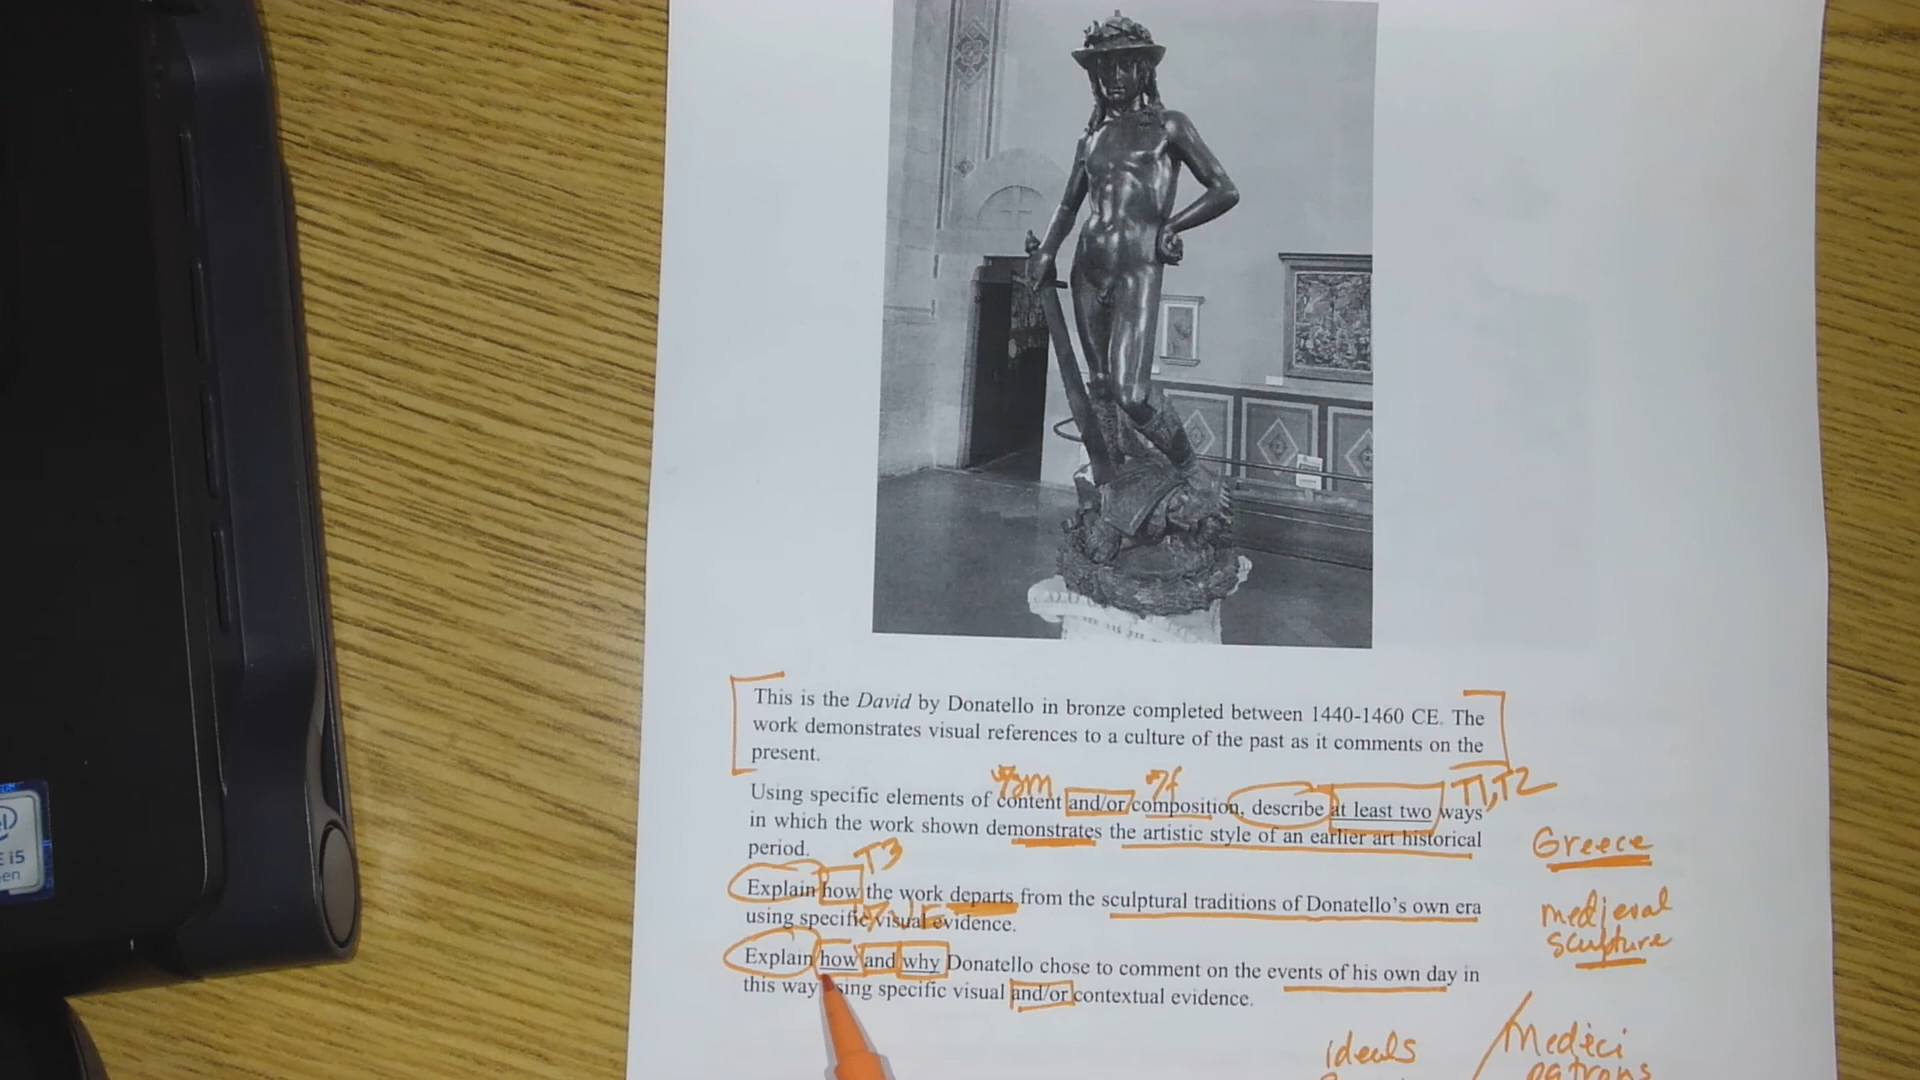 This is the David by Donatello in bronze completed between 1440-1460 CE. The
work demonstrates visual references to a culture of the past as it comments on the
present.
Using specific elements of content and/or composition, describe at least two ways
T1, T2
in which the work shown demonstrates the artistic style of an earlier art historical
period.
Greece
T3
Explain how the work departs from the sculptural traditions of Donatello's own era
using specific visual evidence.
medieval
sculpture
Explain how and why Donatello chose to comment on the events of his own day in
this way using specific visual and/or contextual evidence.
ideals
Medici
patrons
E i5